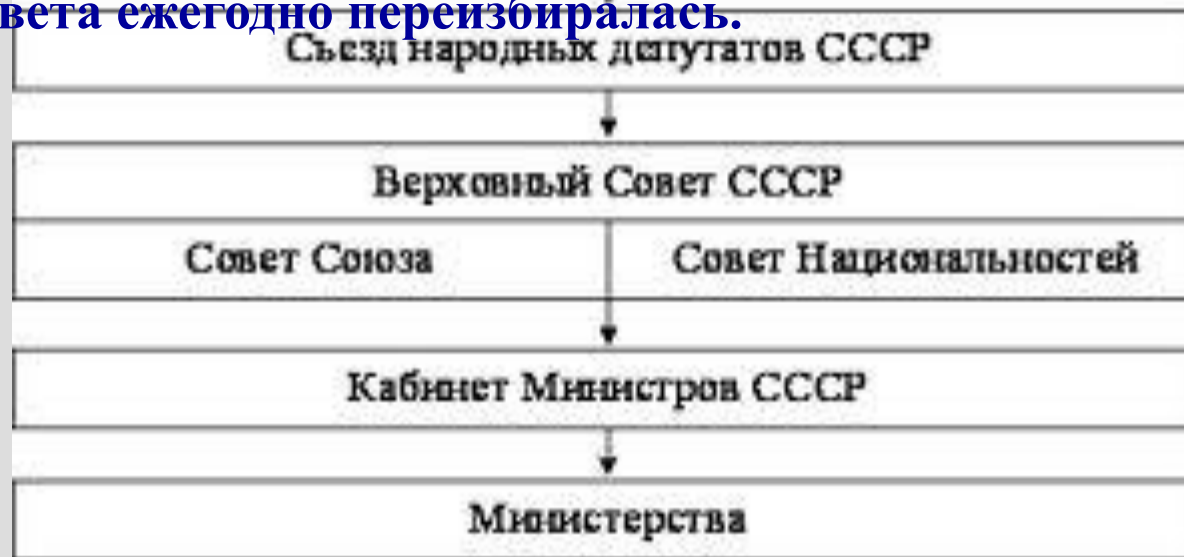 вета ежегодно переизбиралась.
Съезд народных депутатов СССР
Верховный Совет СССР
Совет Союза
Совет Национальностей
Кабинет Министров СССР
Министерства